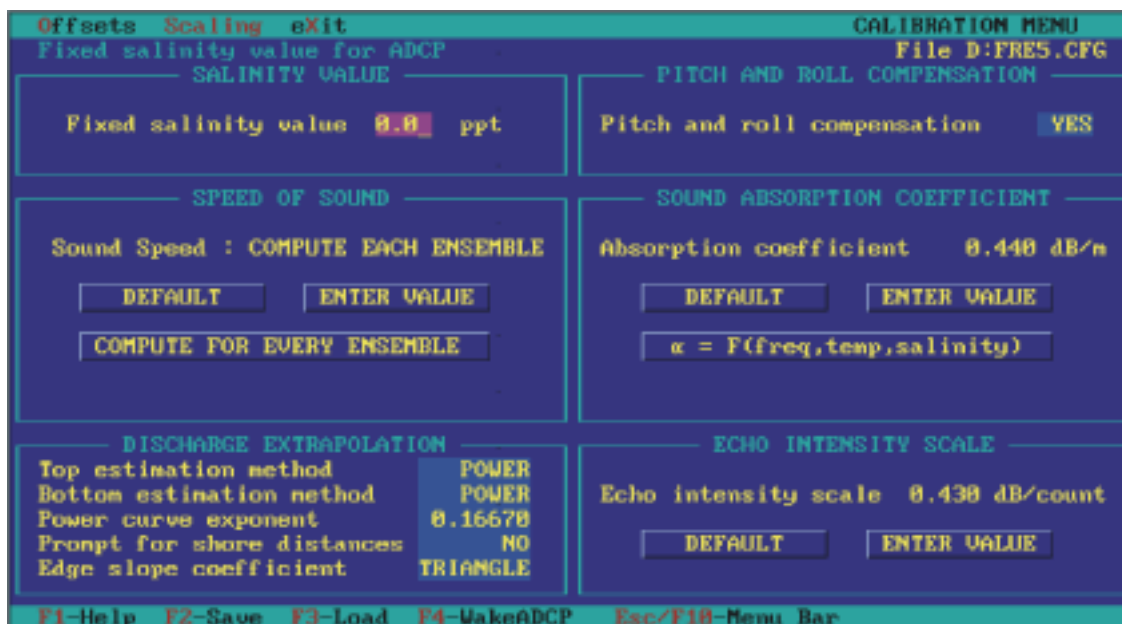 Offsets Scaling eXit CALIBRATION MENU
Fixed salinity value for ADCP File D:FRE5.CFG
SALINITY VALUE
Fixed salinity value 0.0_ ppt
PITCH AND ROLL COMPENSATION
Pitch and roll compensation YES
SPEED OF SOUND
Sound Speed : COMPUTE EACH ENSEMBLE
DEFAULT ENTER VALUE
COMPUTE FOR EVERY ENSEMBLE
SOUND ABSORPTION COEFFICIENT
Absorption coefficient 0.440 dB/m
DEFAULT ENTER VALUE
α = F(freq,temp,salinity)
DISCHARGE EXTRAPOLATION
Top estimation method POWER
Bottom estimation method POWER
Power curve exponent 0.16670
Prompt for shore distances NO
Edge slope coefficient TRIANGLE
ECHO INTENSITY SCALE
Echo intensity scale 0.430 dB/count
DEFAULT ENTER VALUE
F1-Help F2-Save F3-Load F4-WakeADCP Esc/F10-Menu Bar